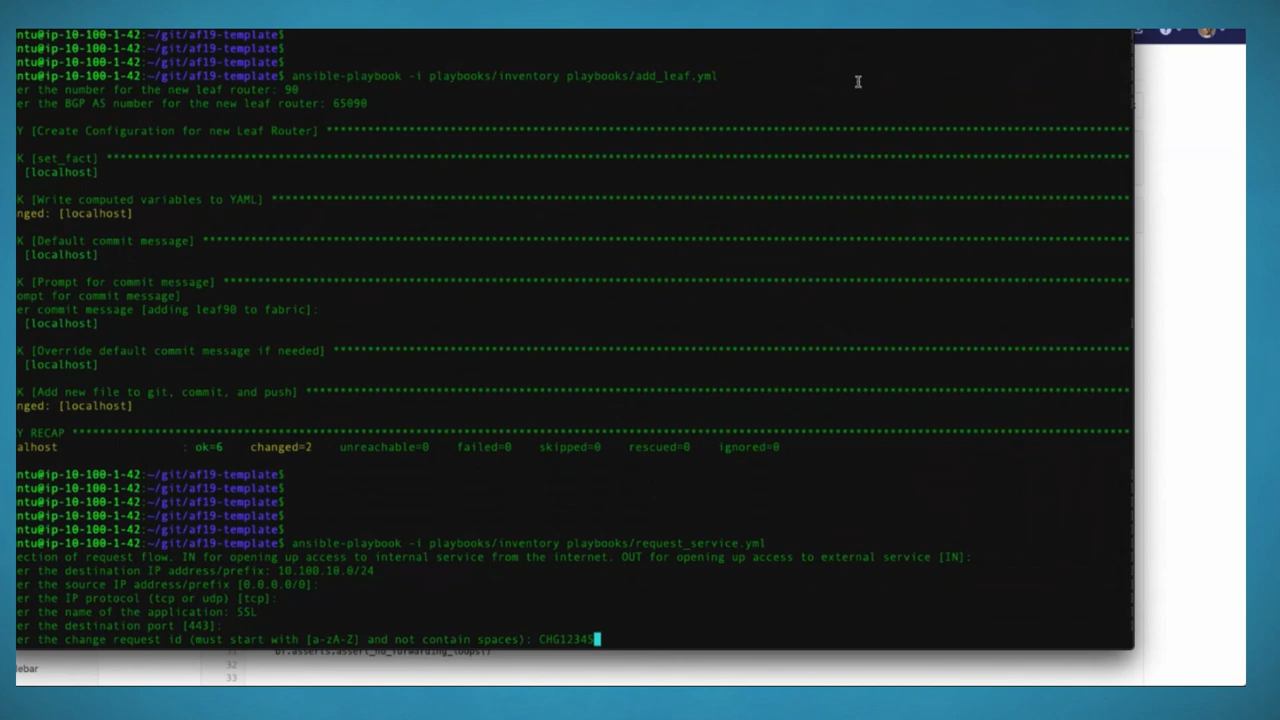 ntu@ip-10-100-1-42:~/git/af19-template$
ntu@ip-10-100-1-42:~/git/af19-template$
ntu@ip-10-100-1-42:~/git/af19-template$
ntu@ip-10-100-1-42:~/git/af19-template$ ansible-playbook -i playbooks/inventory playbooks/add_leaf.yml
er the number for the new leaf router: 90
er the BGP AS number for the new leaf router: 65090
Y [Create Configuration for new Leaf Router] ****
K [set_fact] ****
[localhost]
K [Write computed variables to YAML] ****
nged: [localhost]
K [Default commit message] ****
[localhost]
K [Prompt for commit message] ****
ompt for commit message]
er commit message [adding leaf90 to fabric]:
[localhost]
K [Override default commit message if needed] ****
[localhost]
K [Add new file to git, commit, and push] ****
nged: [localhost]
Y RECAP ****
alhost : ok=6 changed=2 unreachable=0 failed=0 skipped=0 rescued=0 ignored=0
ntu@ip-10-100-1-42:~/git/af19-template$
ntu@ip-10-100-1-42:~/git/af19-template$
ntu@ip-10-100-1-42:~/git/af19-template$
ntu@ip-10-100-1-42:~/git/af19-template$
ntu@ip-10-100-1-42:~/git/af19-template$
ntu@ip-10-100-1-42:~/git/af19-template$ ansible-playbook -i playbooks/inventory playbooks/request_service.yml
ection of request flow. IN for opening up access to internal service from the internet. OUT for opening up access to external service [IN]:
er the destination IP address/prefix: 10.100.10.0/24
er the source IP address/prefix [0.0.0.0/0]:
er the IP protocol (tcp or udp) [tcp]:
er the name of the application: SSL
er the destination port [443]:
er the change request id (must start with [a-zA-Z] and not contain spaces): CHG12345
bf.asserts.assert_no_forwarding_loops()
lebar
32
33